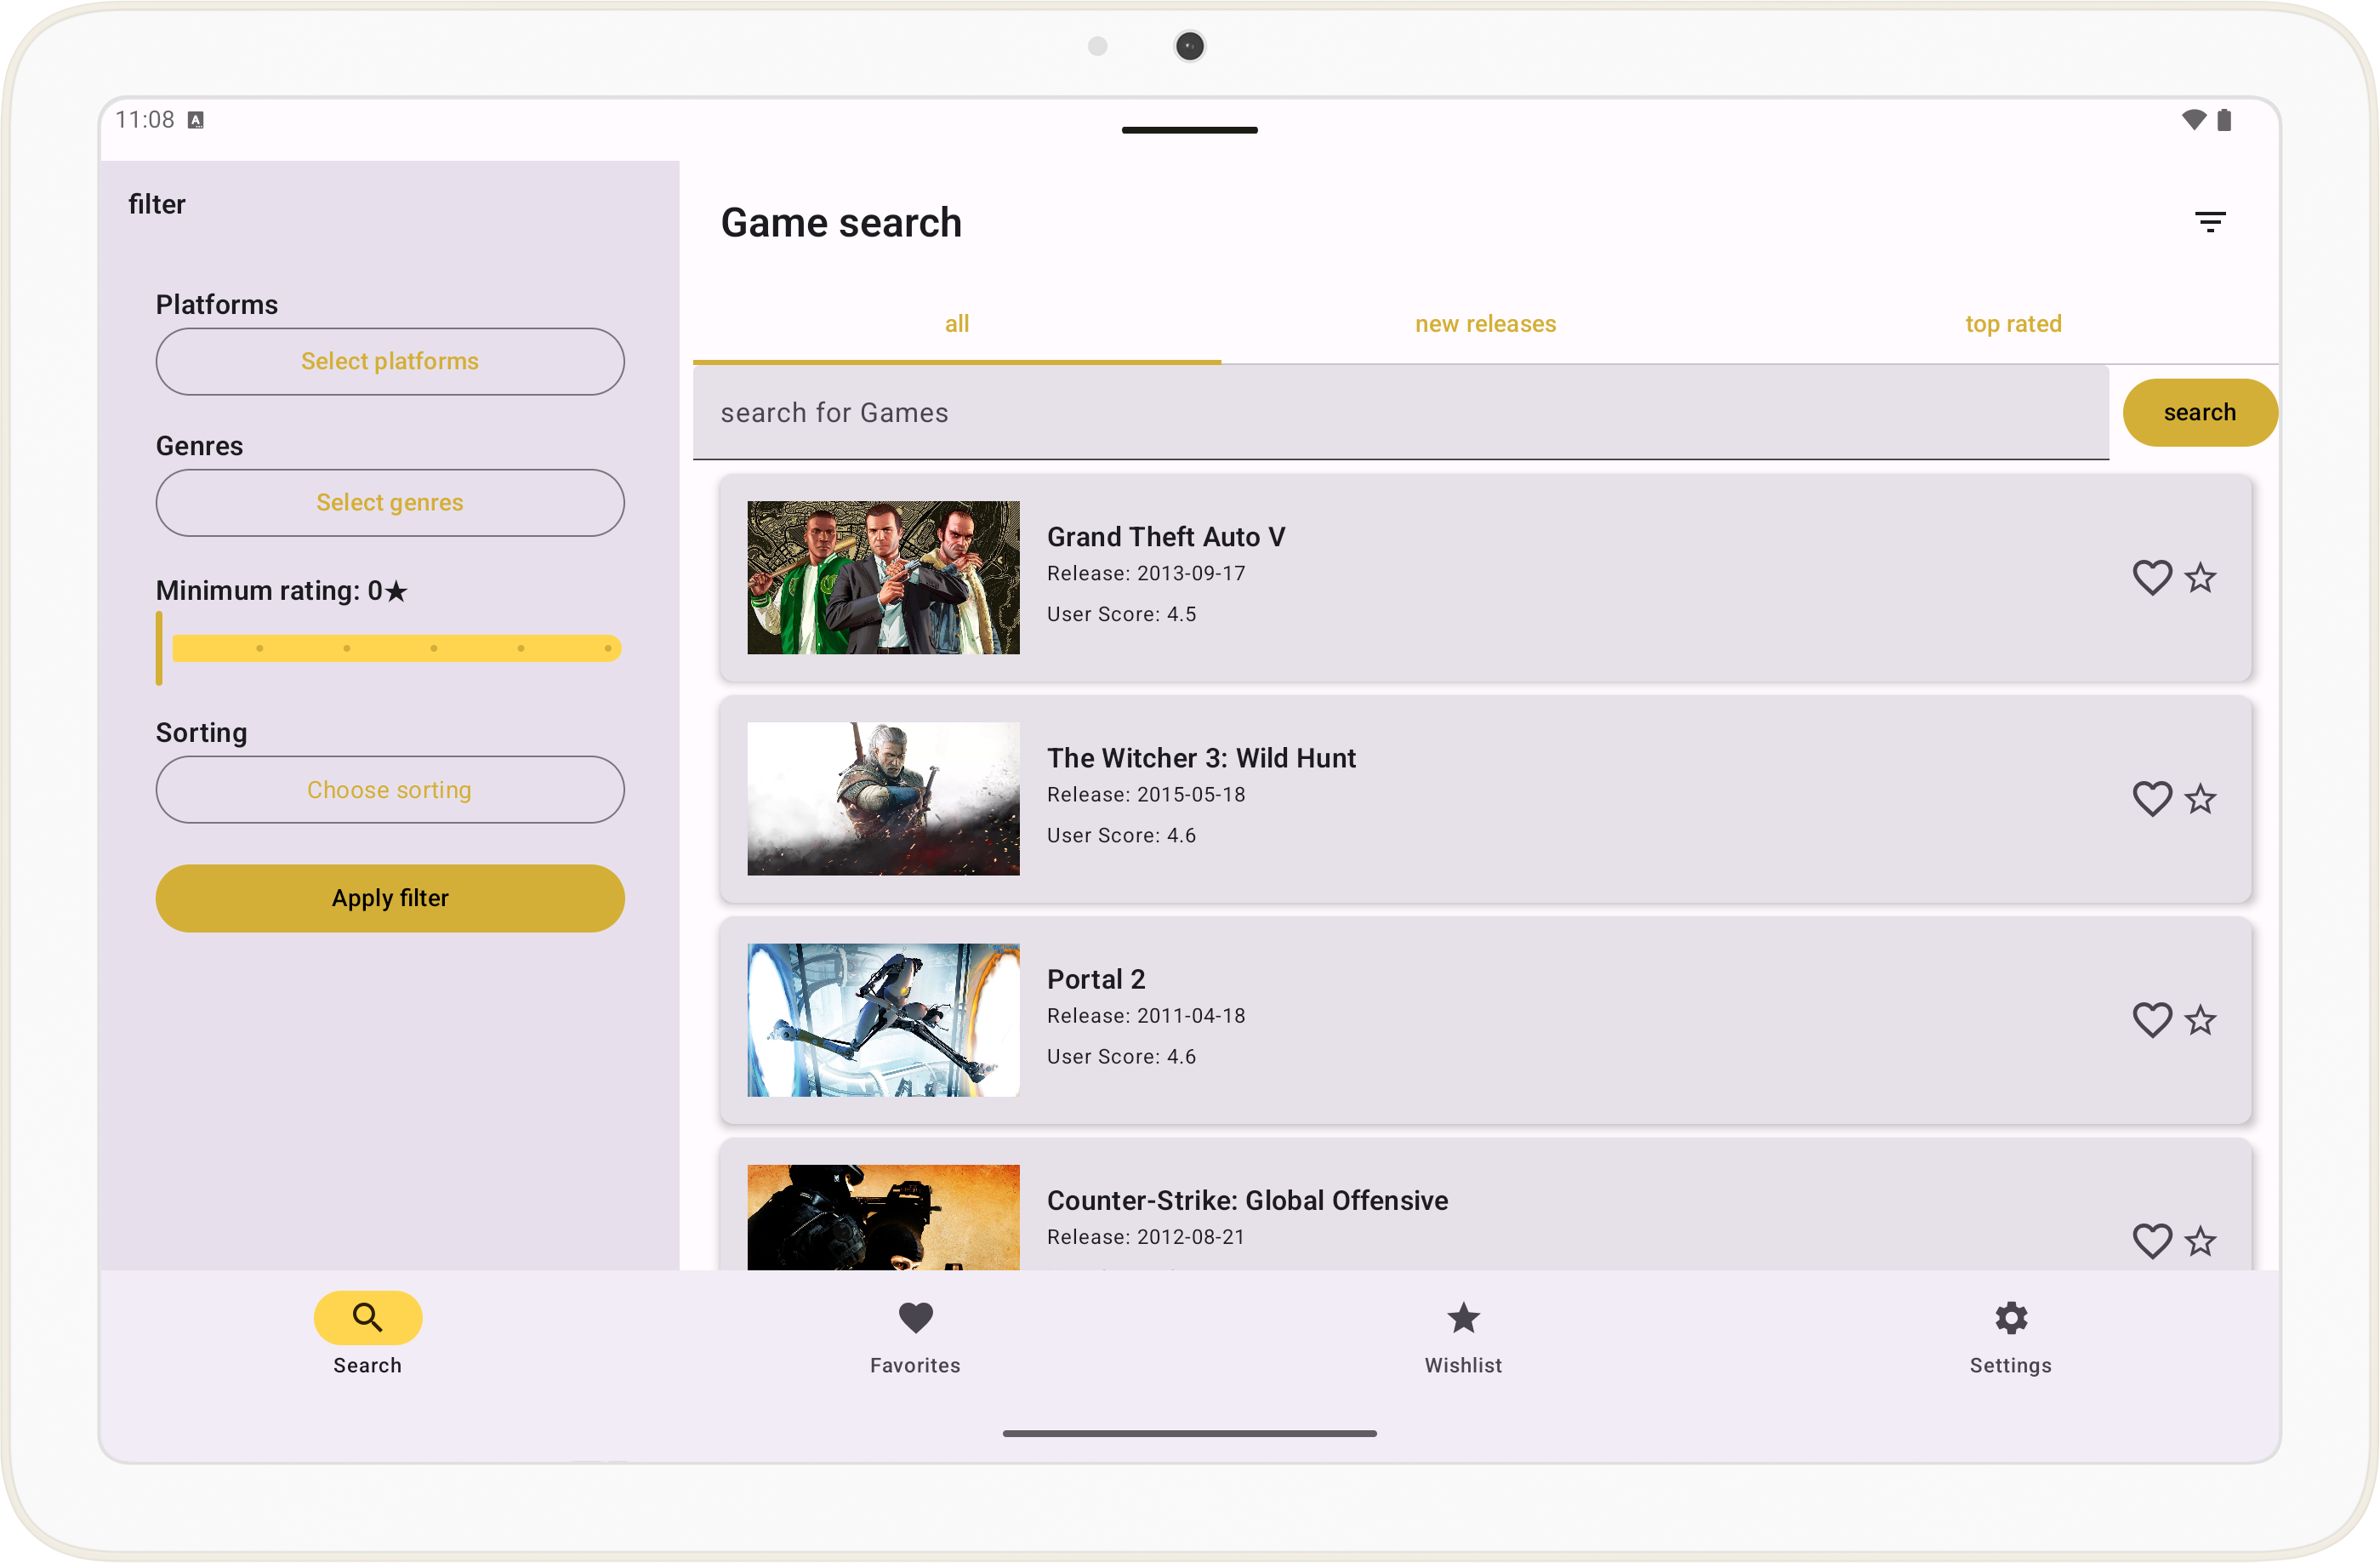 11:08
filter
Platforms
Select platforms
Genres
Select genres
Minimum rating: 0★
Sorting
Choose sorting
Apply filter
Game search
all
new releases
top rated
search for Games
search
Grand Theft Auto V
Release: 2013-09-17
User Score: 4.5
The Witcher 3: Wild Hunt
Release: 2015-05-18
User Score: 4.6
Portal 2
Release: 2011-04-18
User Score: 4.6
Counter-Strike: Global Offensive
Release: 2012-08-21
Search
Favorites
Wishlist
Settings